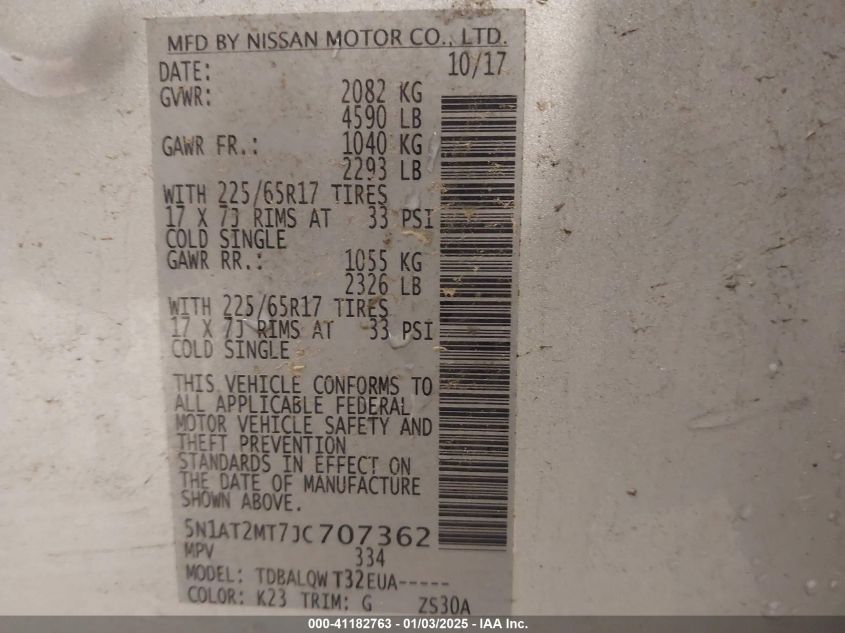 MFD BY NISSAN MOTOR CO., LTD.
DATE: 10/17
GVWR: 2082 KG
4590 LB
GAWR FR.: 1040 KG
2293 LB
WITH 225/65R17 TIRES
17 X 7J RIMS AT 33 PSI
COLD SINGLE
GAWR RR.: 1055 KG
2326 LB
WITH 225/65R17 TIRES
17 X 7J RIMS AT 33 PSI
COLD SINGLE
THIS VEHICLE CONFORMS TO
ALL APPLICABLE FEDERAL
MOTOR VEHICLE SAFETY AND
THEFT PREVENTION
STANDARDS IN EFFECT ON
THE DATE OF MANUFACTURE
SHOWN ABOVE.
5N1AT2MT7JC707362
MPV 334
MODEL: TDBALQW T32EUA-----
COLOR: K23 TRIM: G ZS30A
000-41182763 - 01/03/2025 - IAA Inc.